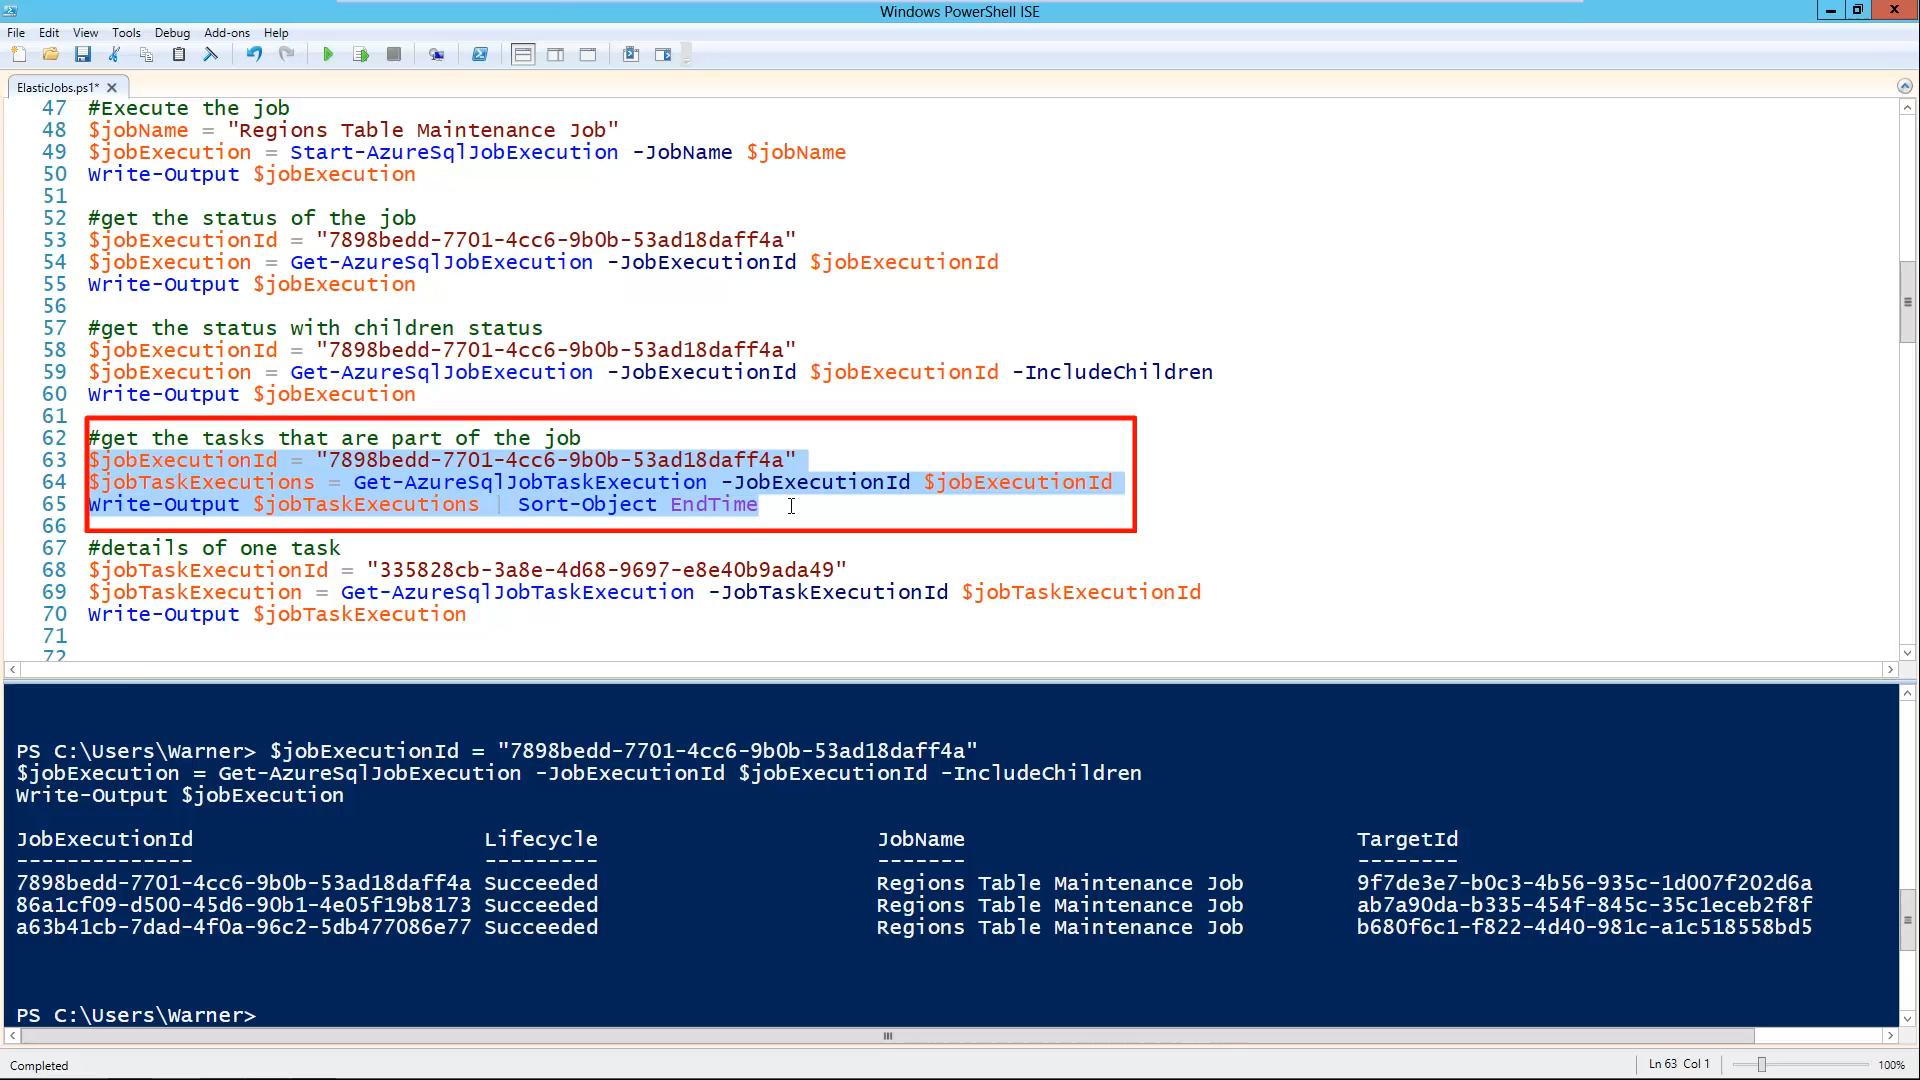 Windows PowerShell ISE
File Edit View Tools Debug Add-ons Help
ElasticJobs.ps1*
47 #Execute the job
48 $jobName = "Regions Table Maintenance Job"
49 $jobExecution = Start-AzureSqlJobExecution -JobName $jobName
50 Write-Output $jobExecution
51
52 #get the status of the job
53 $jobExecutionId = "7898bedd-7701-4cc6-9b0b-53ad18daff4a"
54 $jobExecution = Get-AzureSqlJobExecution -JobExecutionId $jobExecutionId
55 Write-Output $jobExecution
56
57 #get the status with children status
58 $jobExecutionId = "7898bedd-7701-4cc6-9b0b-53ad18daff4a"
59 $jobExecution = Get-AzureSqlJobExecution -JobExecutionId $jobExecutionId -IncludeChildren
60 Write-Output $jobExecution
61
62 #get the tasks that are part of the job
63 $jobExecutionId = "7898bedd-7701-4cc6-9b0b-53ad18daff4a"
64 $jobTaskExecutions = Get-AzureSqlJobTaskExecution -JobExecutionId $jobExecutionId
65 Write-Output $jobTaskExecutions | Sort-Object EndTime
66
67 #details of one task
68 $jobTaskExecutionId = "335828cb-3a8e-4d68-9697-e8e40b9ada49"
69 $jobTaskExecution = Get-AzureSqlJobTaskExecution -JobTaskExecutionId $jobTaskExecutionId
70 Write-Output $jobTaskExecution
71
72
PS C:\Users\Warner> $jobExecutionId = "7898bedd-7701-4cc6-9b0b-53ad18daff4a"
$jobExecution = Get-AzureSqlJobExecution -JobExecutionId $jobExecutionId -IncludeChildren
Write-Output $jobExecution
JobExecutionId Lifecycle JobName TargetId
-------------- --------- ------- --------
7898bedd-7701-4cc6-9b0b-53ad18daff4a Succeeded Regions Table Maintenance Job 9f7de3e7-b0c3-4b56-935c-1d007f202d6a
86a1cf09-d500-45d6-90b1-4e05f19b8173 Succeeded Regions Table Maintenance Job ab7a90da-b335-454f-845c-35c1eceb2f8f
a63b41cb-7dad-4f0a-96c2-5db477086e77 Succeeded Regions Table Maintenance Job b680f6c1-f822-4d40-981c-a1c518558bd5
PS C:\Users\Warner>
Completed Ln 63 Col 1 100%